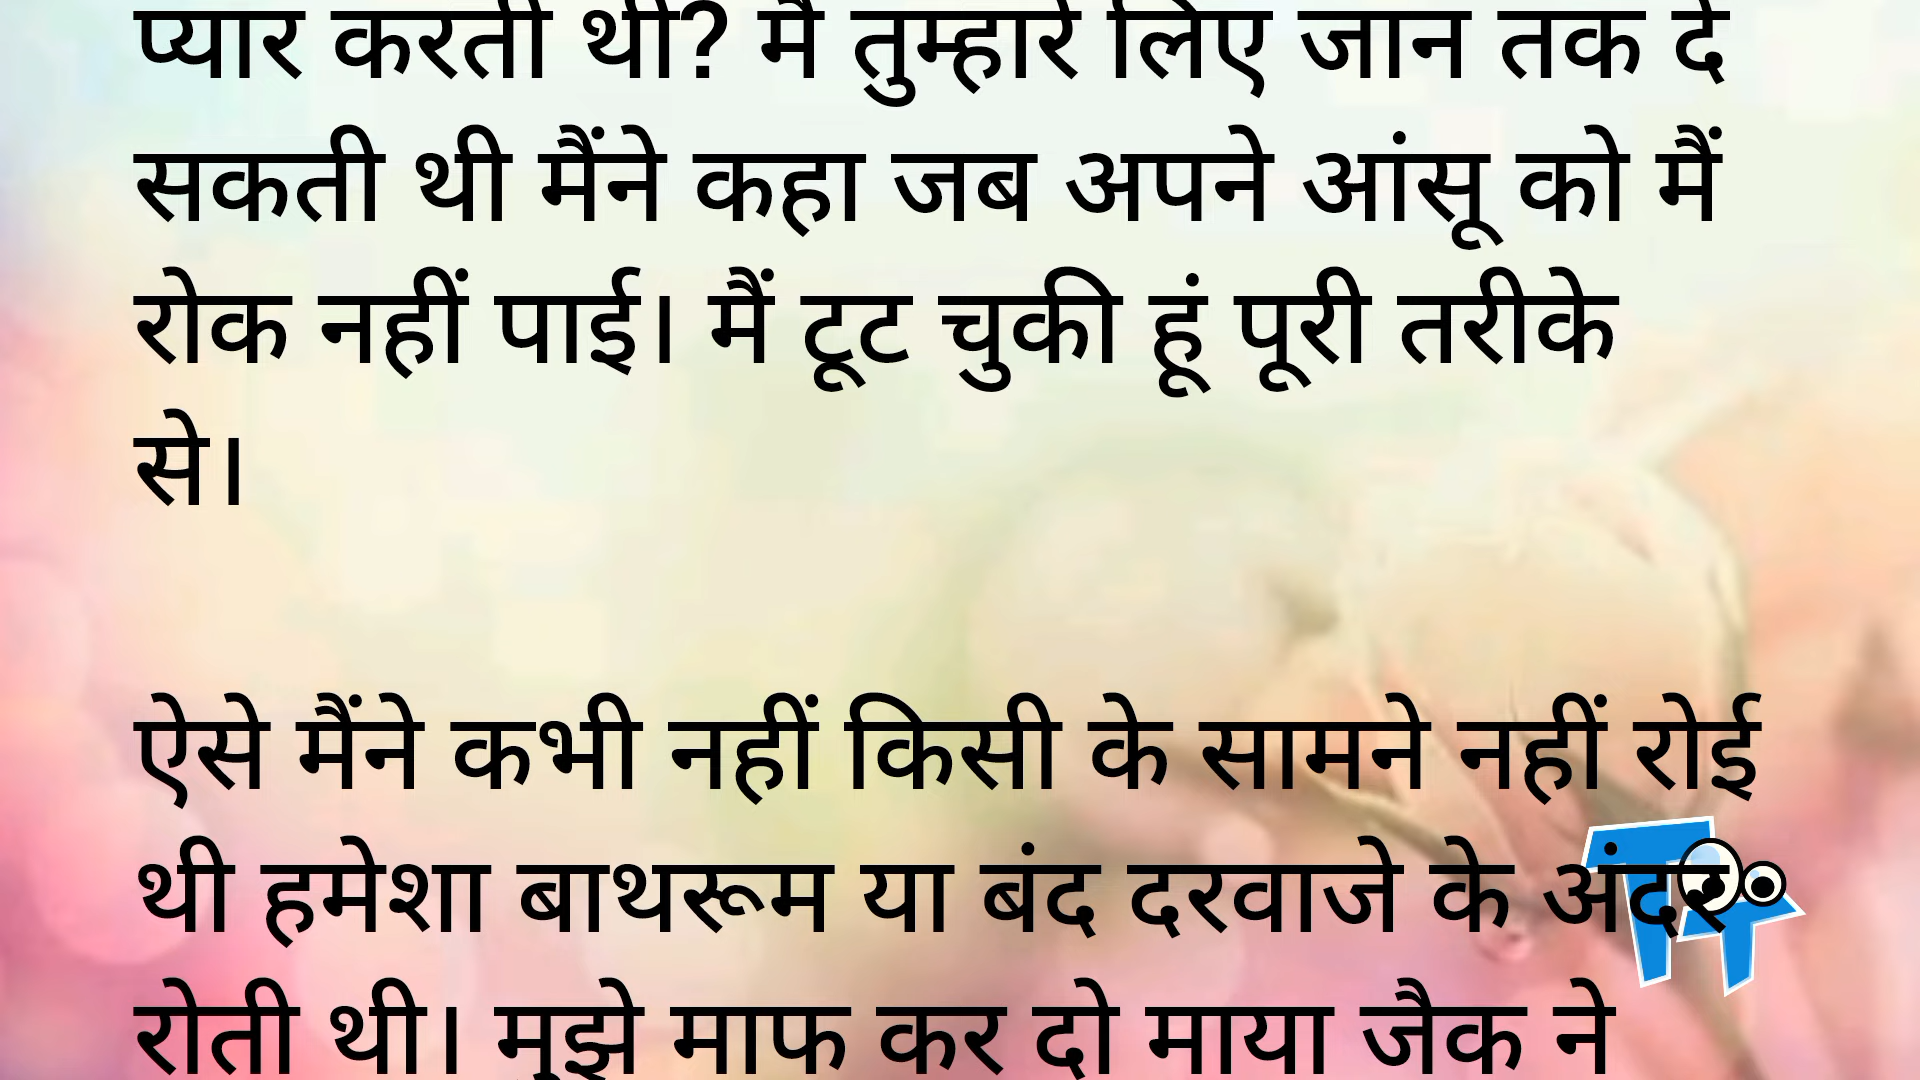 प्यार करती थी? मैं तुम्हारे लिए जान तक दे
सकती थी मैंने कहा जब अपने आंसू को मैं
रोक नहीं पाई। मैं टूट चुकी हूं पूरी तरीके
से।
ऐसे मैंने कभी नहीं किसी के सामने नहीं रोई
थी हमेशा बाथरूम या बंद दरवाजे के अंदर
रोती थी। मुझे माफ कर दो माया जैक ने